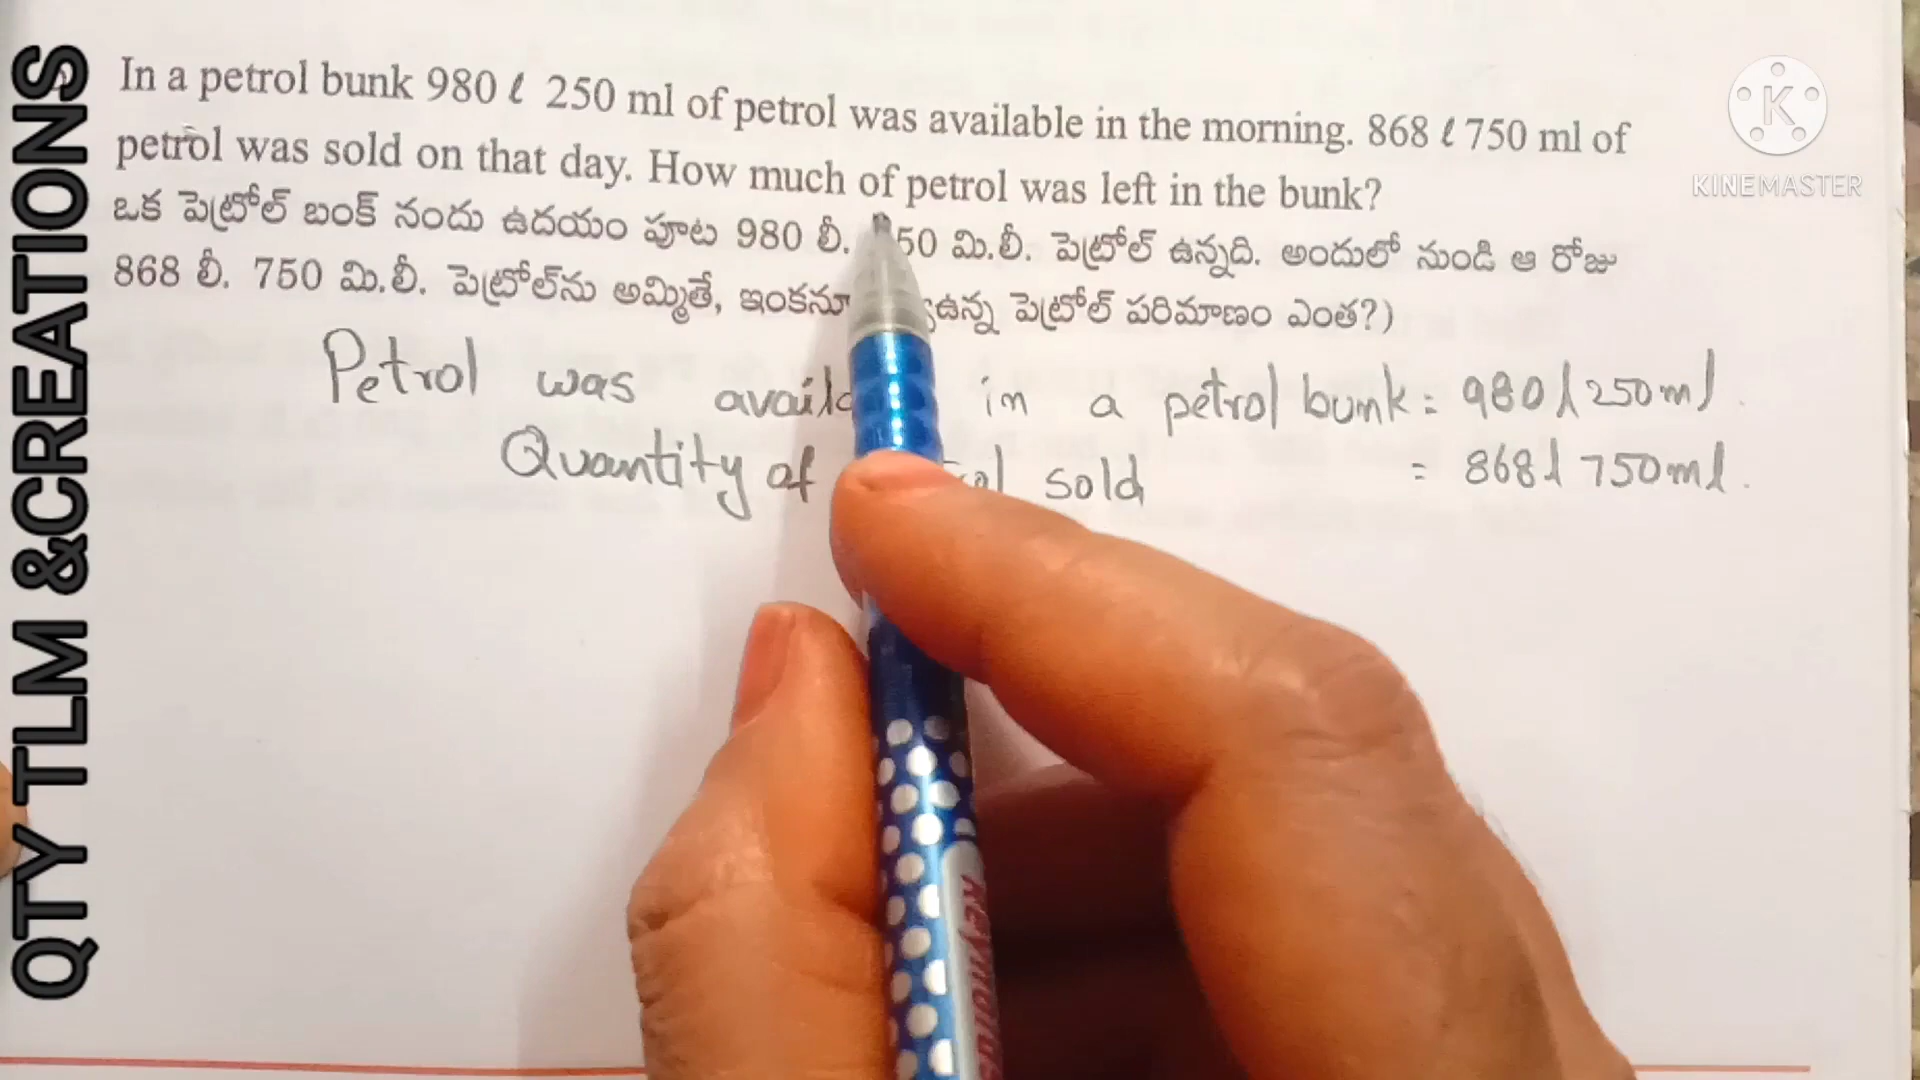 In a petrol bunk 980 ℓ 250 ml of petrol was available in the morning. 868 ℓ 750 ml of
petrol was sold on that day. How much of petrol was left in the bunk?
ఒక పెట్రోల్ బంక్ నందు ఉదయం పూట 980 లీ. 50 మి.లీ. పెట్రోల్ ఉన్నది. అందులో నుండి ఆ రోజు
868 లీ. 750 మి.లీ. పెట్రోల్‌ను అమ్మితే, ఇంకనూ ఉన్న పెట్రోల్ పరిమాణం ఎంత?)
Petrol was in a petrol bunk = 980 l 250 ml.
Quantity of sold = 868 l 750 ml.
QTY TLM &CREATIONS
K
KINEMASTER